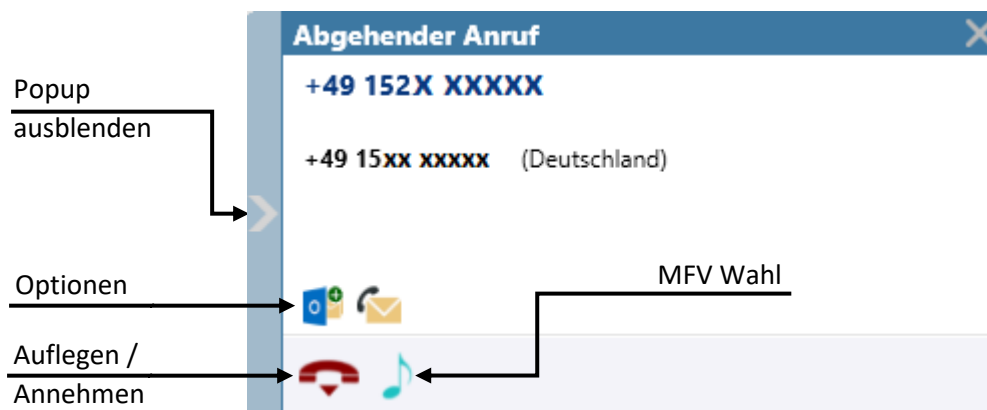 Abgehender Anruf
+49 152X XXXXX
Popup
ausblenden
+49 15xx xxxxx (Deutschland)
Optionen
MFV Wahl
Auflegen /
Annehmen